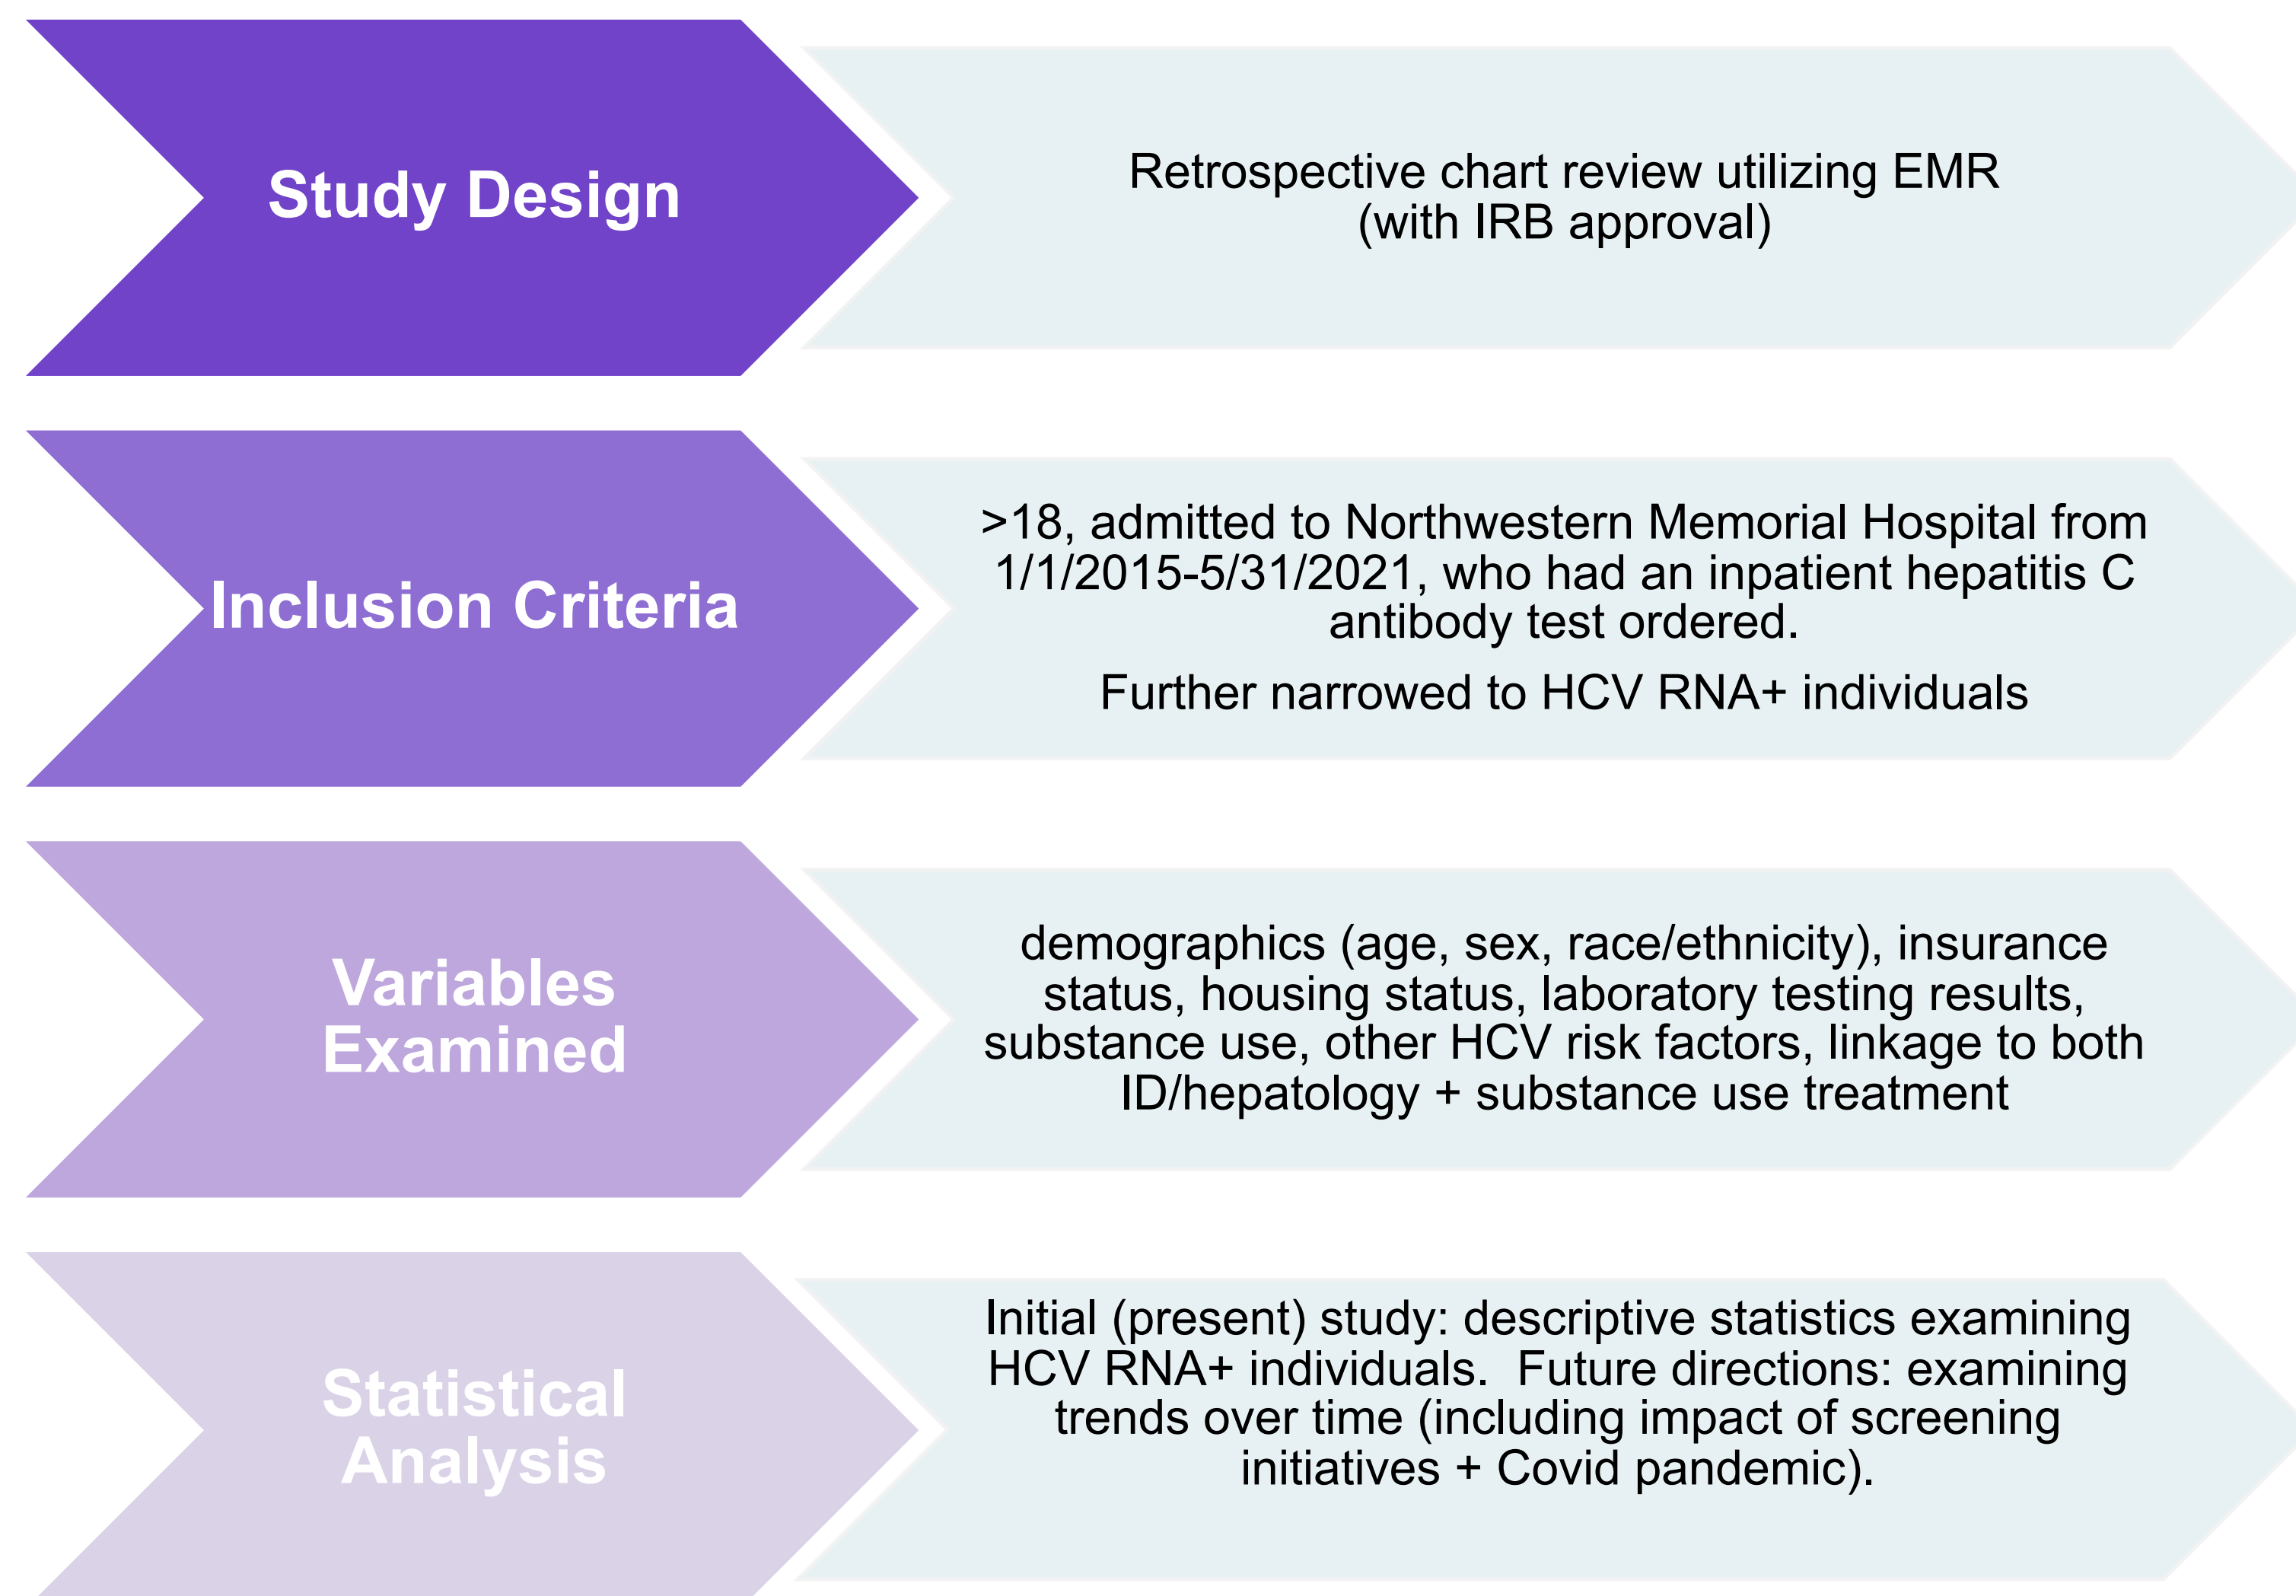 Study Design
Retrospective chart review utilizing EMR
(with IRB approval)
Inclusion Criteria
>18, admitted to Northwestern Memorial Hospital from
1/1/2015-5/31/2021, who had an inpatient hepatitis C
antibody test ordered.
Further narrowed to HCV RNA+ individuals
Variables
Examined
demographics (age, sex, race/ethnicity), insurance
status, housing status, laboratory testing results,
substance use, other HCV risk factors, linkage to both
ID/hepatology + substance use treatment
Statistical
Analysis
Initial (present) study: descriptive statistics examining
HCV RNA+ individuals.  Future directions: examining
trends over time (including impact of screening
initiatives + Covid pandemic).